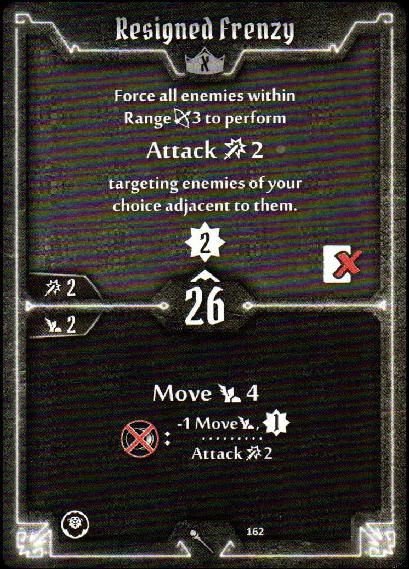 Resigned Frenzy
X
Force all enemies within
Range 3 to perform
Attack 2
targeting enemies of your
choice adjacent to them.
2
2
26
2
Move 4
: -1 Move, 1
Attack 2
162